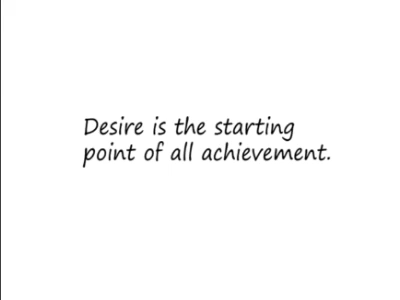 Desire is the starting
point of all achievement.